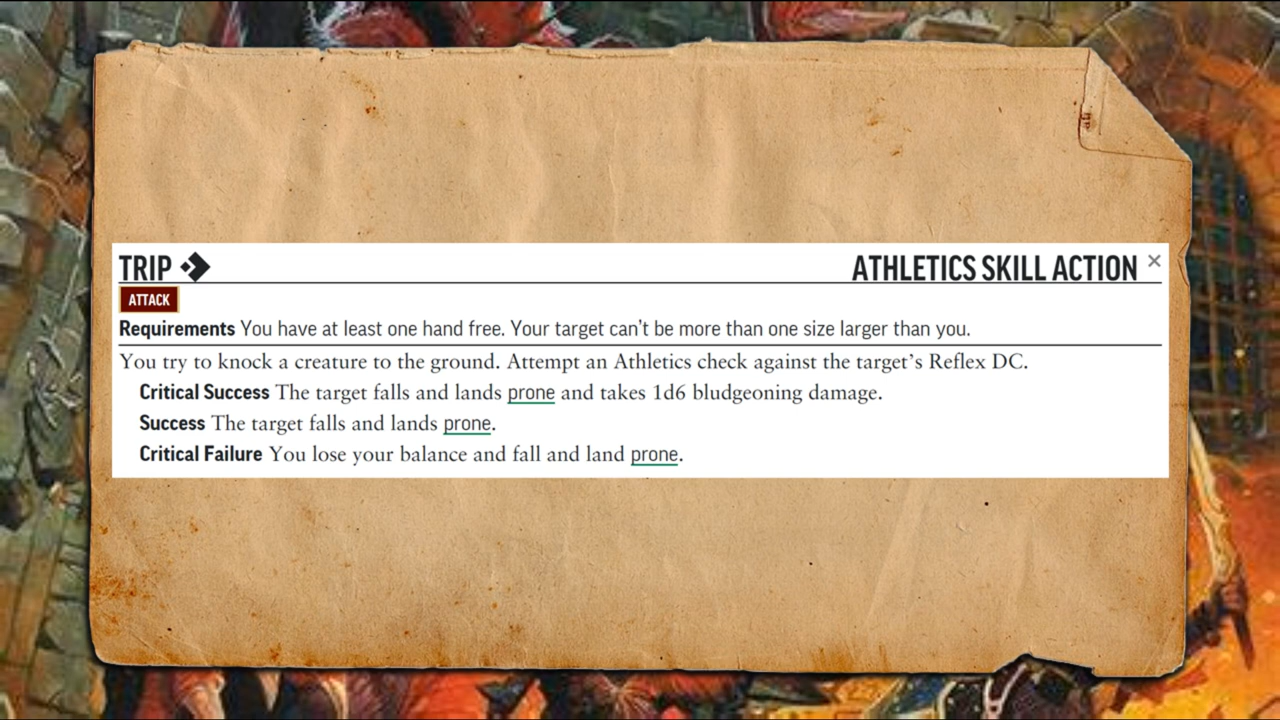 TRIP ATHLETICS SKILL ACTION ×
ATTACK
Requirements You have at least one hand free. Your target can't be more than one size larger than you.
You try to knock a creature to the ground. Attempt an Athletics check against the target's Reflex DC.
Critical Success The target falls and lands prone and takes 1d6 bludgeoning damage.
Success The target falls and lands prone.
Critical Failure You lose your balance and fall and land prone.